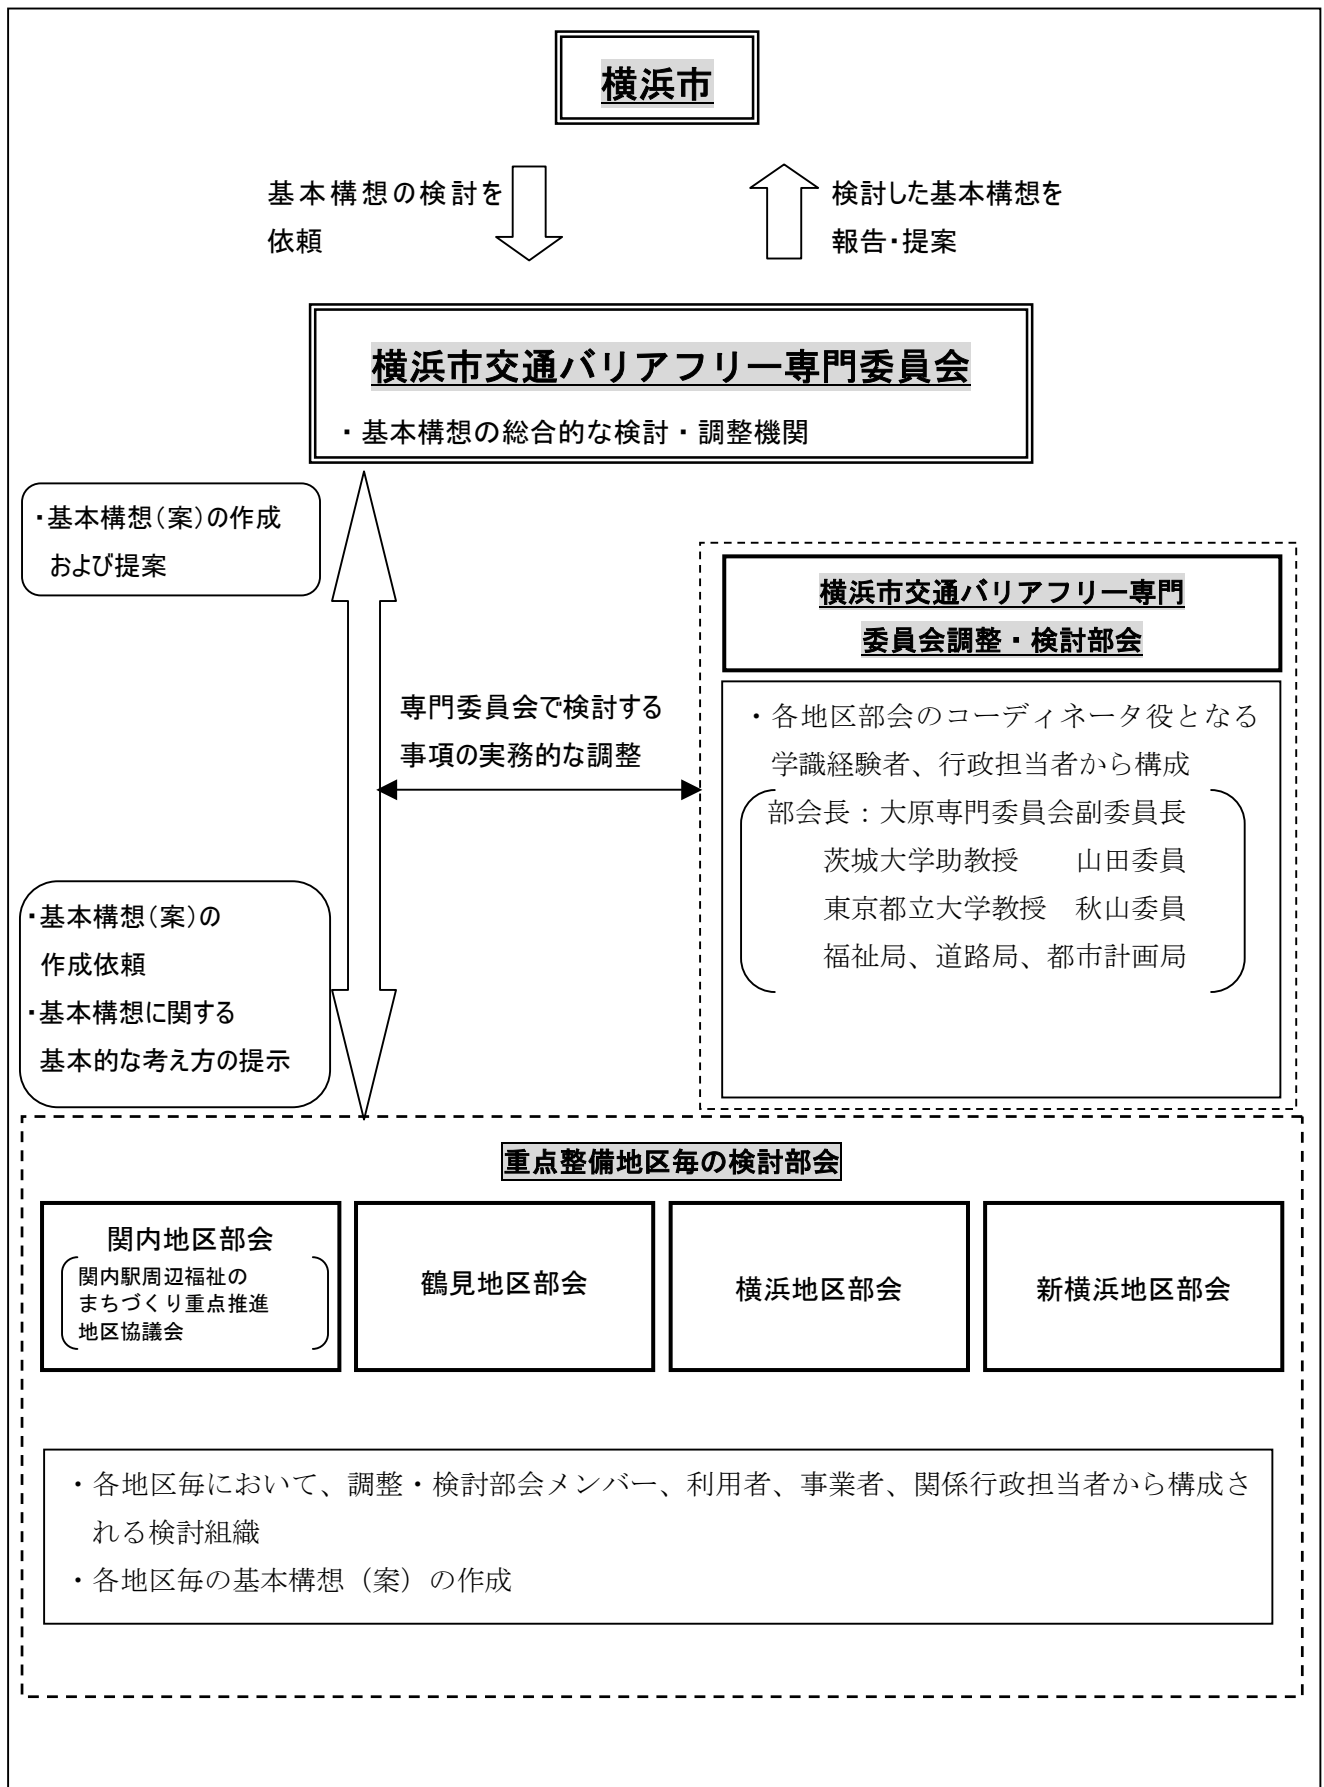 横浜市
基本構想の検討を
依頼
検討した基本構想を
報告・提案
横浜市交通バリアフリー専門委員会
・基本構想の総合的な検討・調整機関
・基本構想（案）の作成
および提案
横浜市交通バリアフリー専門
委員会調整・検討部会
専門委員会で検討する
事項の実務的な調整
・各地区部会のコーディネータ役となる
学識経験者、行政担当者から構成
部会長：大原専門委員会副委員長
茨城大学助教授　　山田委員
東京都立大学教授　秋山委員
福祉局、道路局、都市計画局
・基本構想（案）の
作成依頼
・基本構想に関する
基本的な考え方の提示
重点整備地区毎の検討部会
関内地区部会
関内駅周辺福祉の
まちづくり重点推進
地区協議会
鶴見地区部会
横浜地区部会
新横浜地区部会
・各地区毎において、調整・検討部会メンバー、利用者、事業者、関係行政担当者から構成さ
れる検討組織
・各地区毎の基本構想（案）の作成